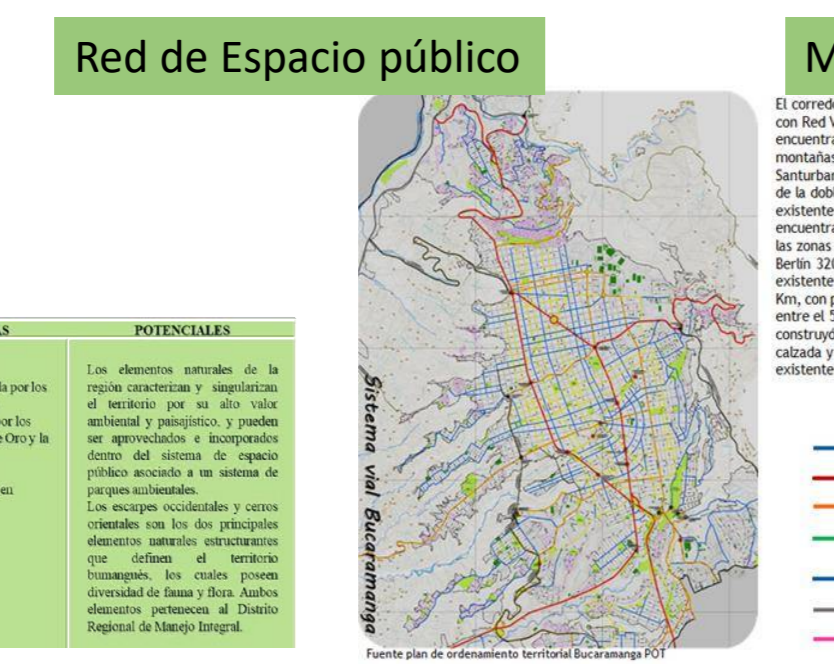 Red de Espacio público
M
El corredo
con Red V
encuentra
montañas
Santurbar
de la dobl
existente
encuentra
las zonas
Berlín 320
existente
Km, con p
entre el 5
construyd
calzada y
existente
AS
la por los
por los
e Oro y la
en
POTENCIALES
Los elementos naturales de la
región caracterizan y singularizan
el territorio por su alto valor
ambiental y paisajístico, y pueden
ser aprovechados e incorporados
dentro del sistema de espacio
público asociado a un sistema de
parques ambientales.
Los escarpes occidentales y cerros
orientales son los dos principales
elementos naturales estructurantes
que definen el territorio
bumangués, los cuales poseen
diversidad de fauna y flora. Ambos
elementos pertenecen al Distrito
Regional de Manejo Integral.
Sistema vial Bucaramanga
Fuente plan de ordenamiento territorial Bucaramanga POT